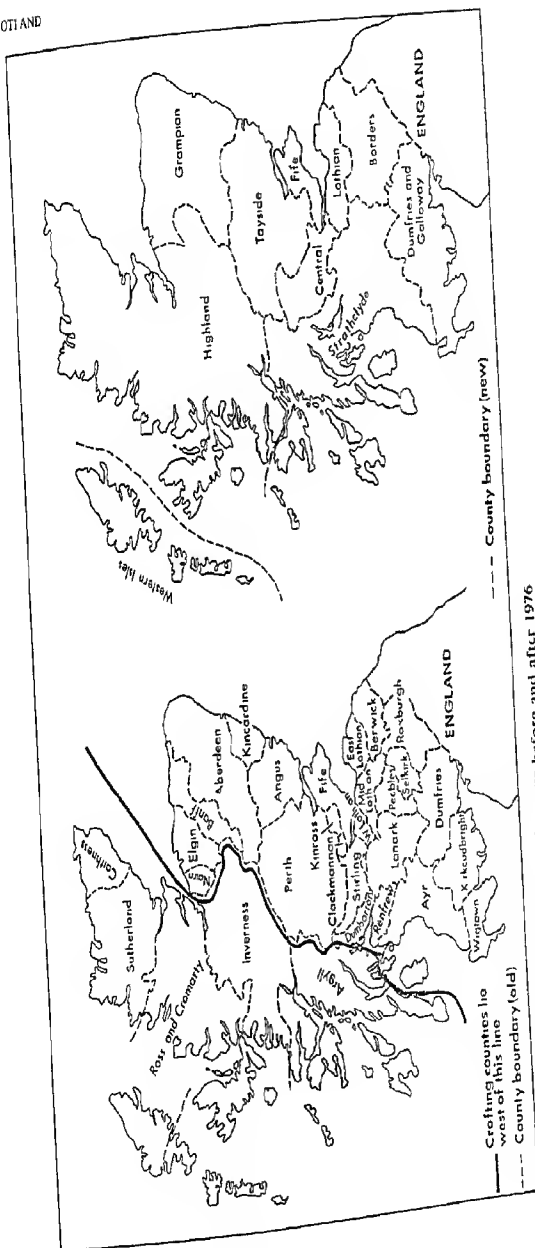 OTLAND
Caithness
Sutherland
Ross and Cromarty
Nairn
Elgin
Banff
Aberdeen
Kincardine
Inverness
Angus
Perth
Argyll
Kinross
Fife
Clackmannan
Stirling
Dumbarton
Renfrew
East
Lothian
Mid
Lothian
Berwick
Peebles
Selkirk
Roxburgh
Lanark
Ayr
Dumfries
Kirkcudbright
Wigtown
ENGLAND
Crofting counties lie
west of this line
County boundary (old)
Western Isles
Highland
Grampian
Tayside
Fife
Central
Strathclyde
Lothian
Borders
Dumfries and
Galloway
ENGLAND
County boundary (new)
before and after 1976